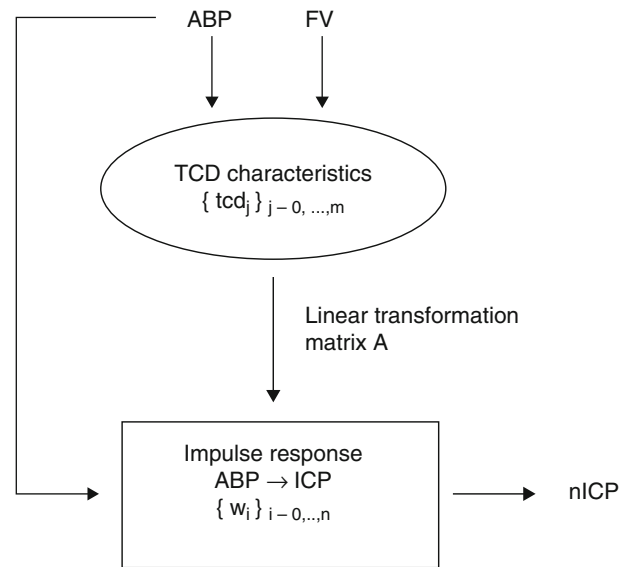 ABP FV
TCD characteristics
{ tcd_j } j – 0, ...,m
Linear transformation
matrix A
Impulse response
ABP → ICP
{ w_i } i – 0,..,n
nICP